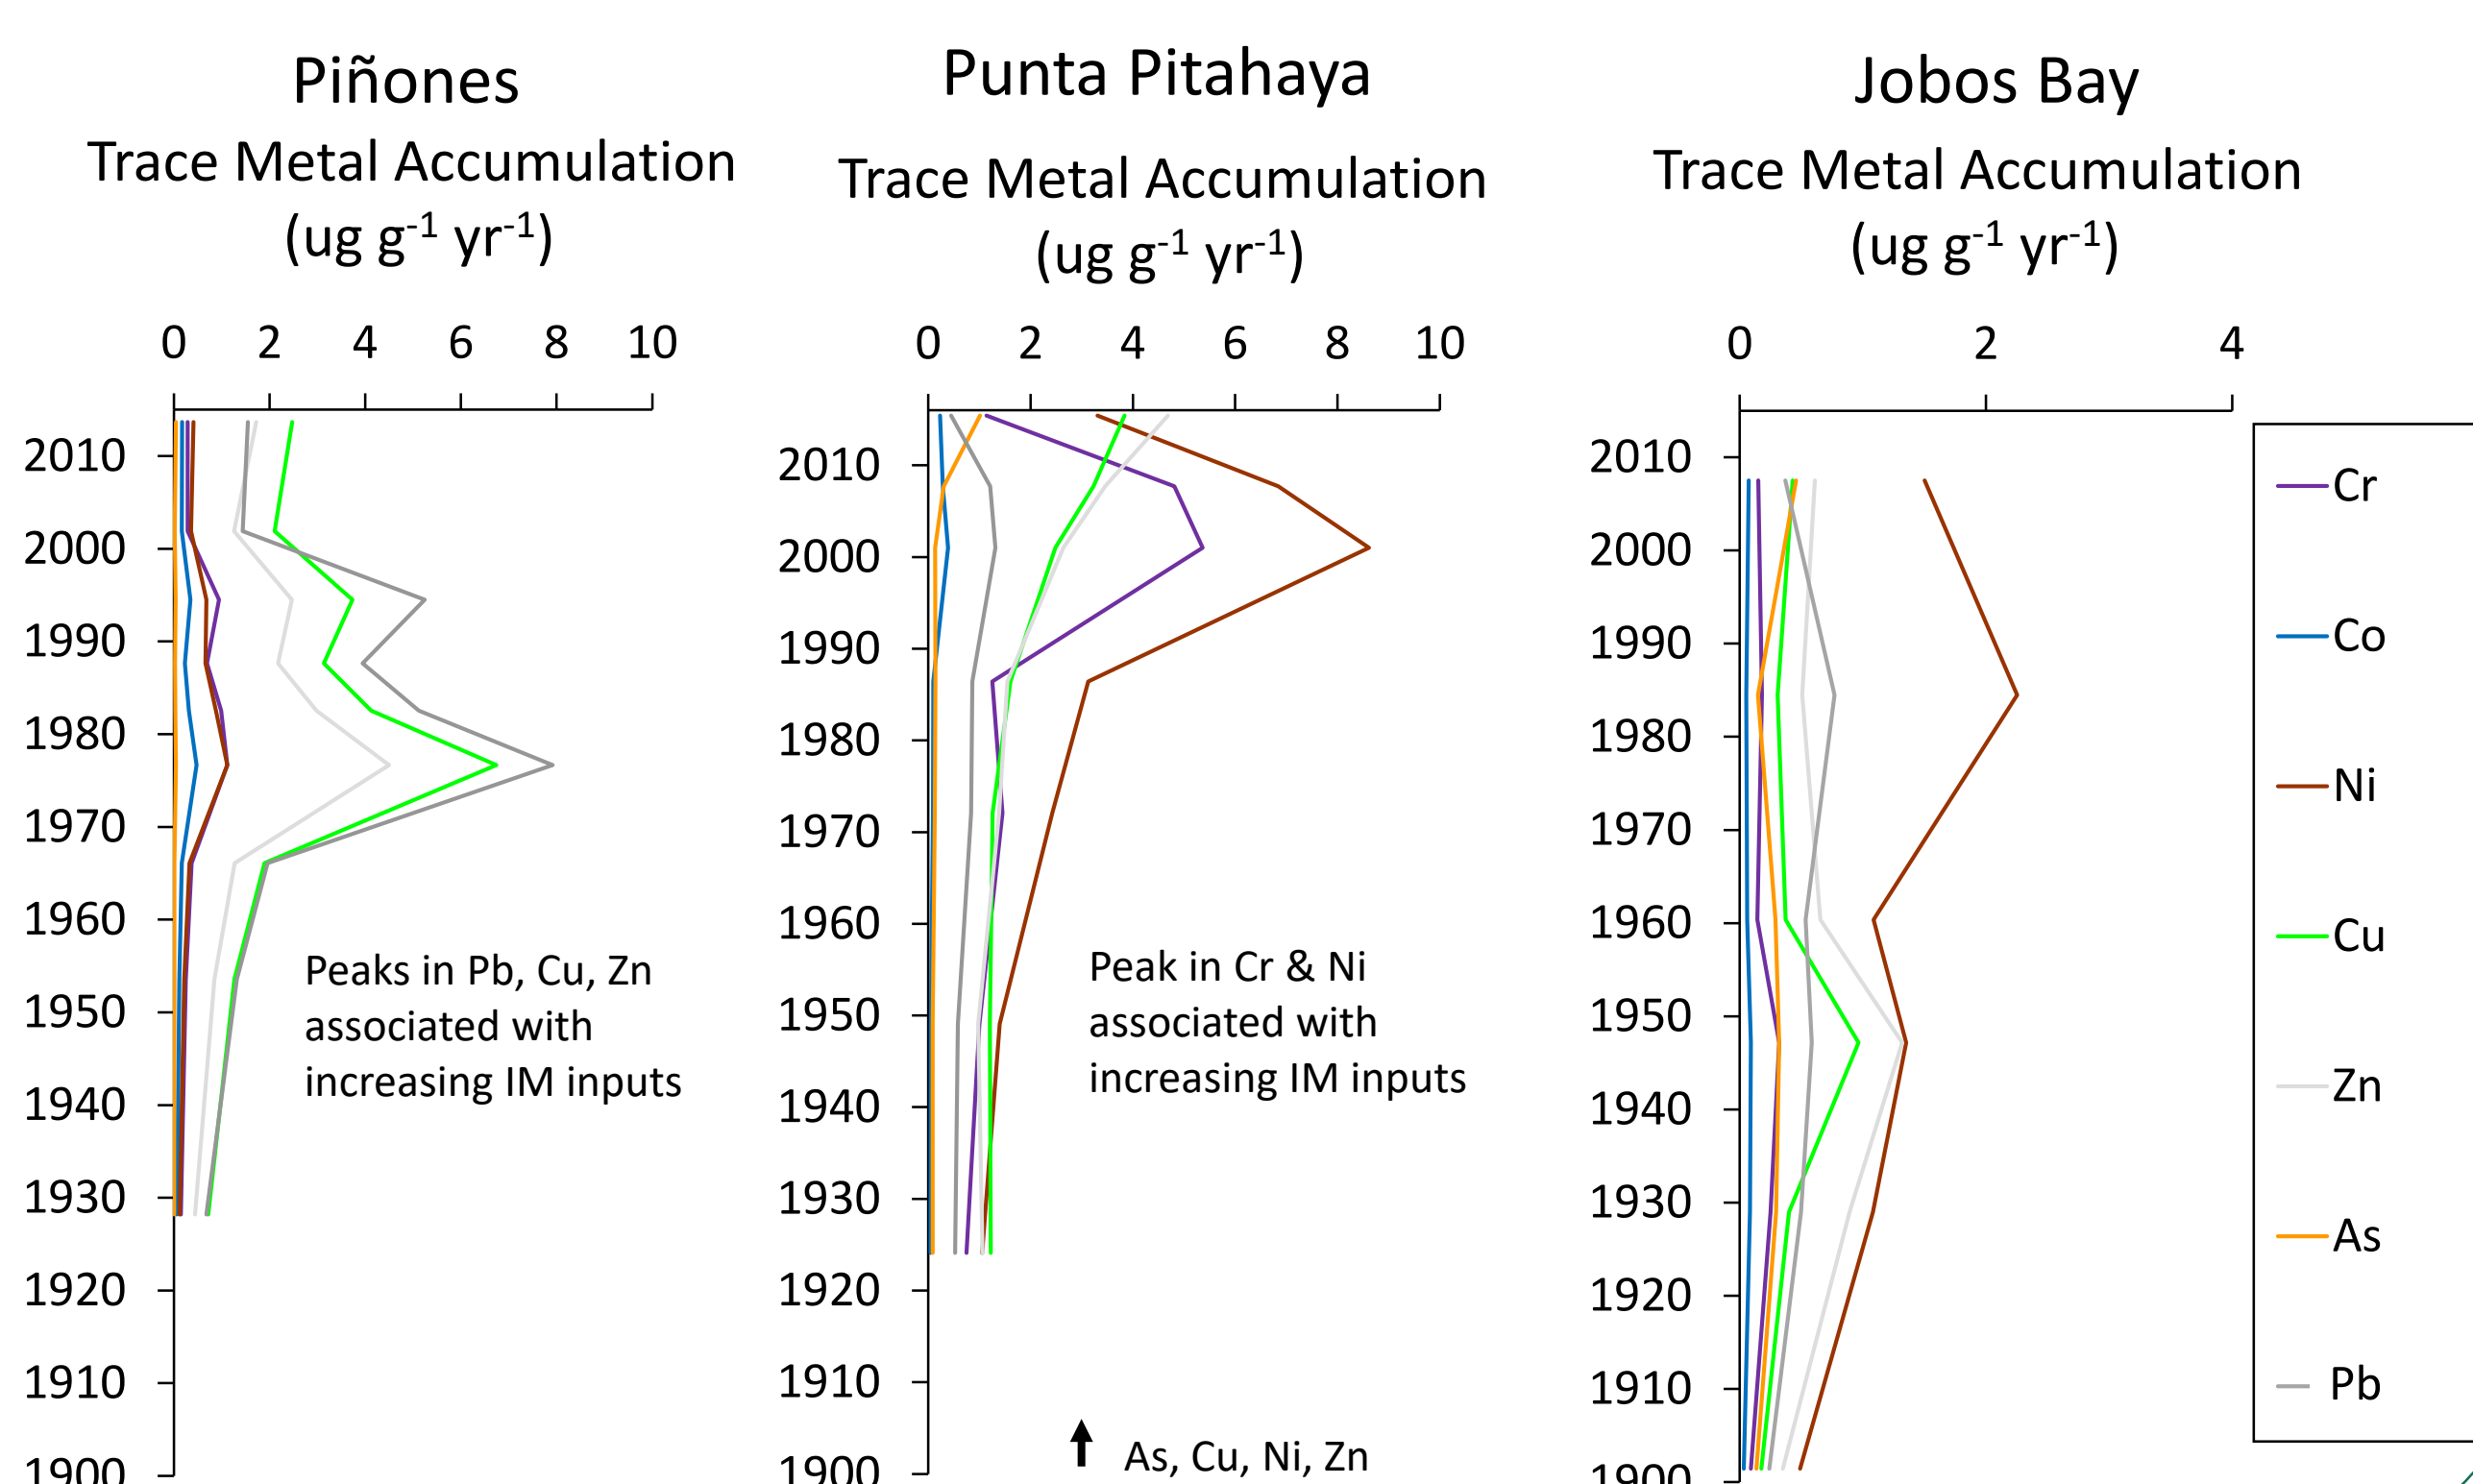 Piñones
Trace Metal Accumulation
(ug g-1 yr-1)
0 2 4 6 8 10
2010
2000
1990
1980
1970
1960
1950
1940
1930
1920
1910
1900
Peaks in Pb, Cu, Zn
associated with
increasing IM inputs
Punta Pitahaya
Trace Metal Accumulation
(ug g-1 yr-1)
0 2 4 6 8 10
2010
2000
1990
1980
1970
1960
1950
1940
1930
1920
1910
1900
Peak in Cr & Ni
associated with
increasing IM inputs
As, Cu, Ni, Zn
Jobos Bay
Trace Metal Accumulation
(ug g-1 yr-1)
0 2 4
2010
2000
1990
1980
1970
1960
1950
1940
1930
1920
1910
1900
Cr
Co
Ni
Cu
Zn
As
Pb